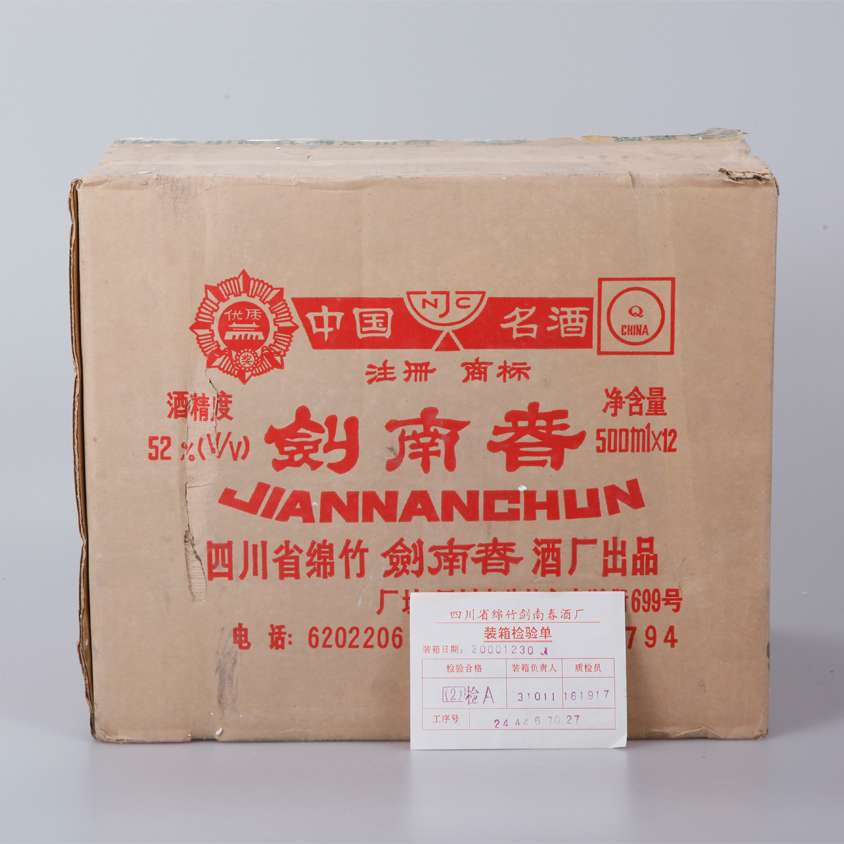 优质
中国 NJC 名酒
Q
CHINA
注册 商标
酒精度
52%(V/V)
剑南春
净含量
500ml×12
JIANNANCHUN
四川省绵竹剑南春酒厂出品
厂 699号
电话: 6202206 794
四川省绵竹剑南春酒厂
装箱检验单
装箱日期: 20001230
检验合格 装箱负责人 质检员
检A 31011 161917
工序号 24